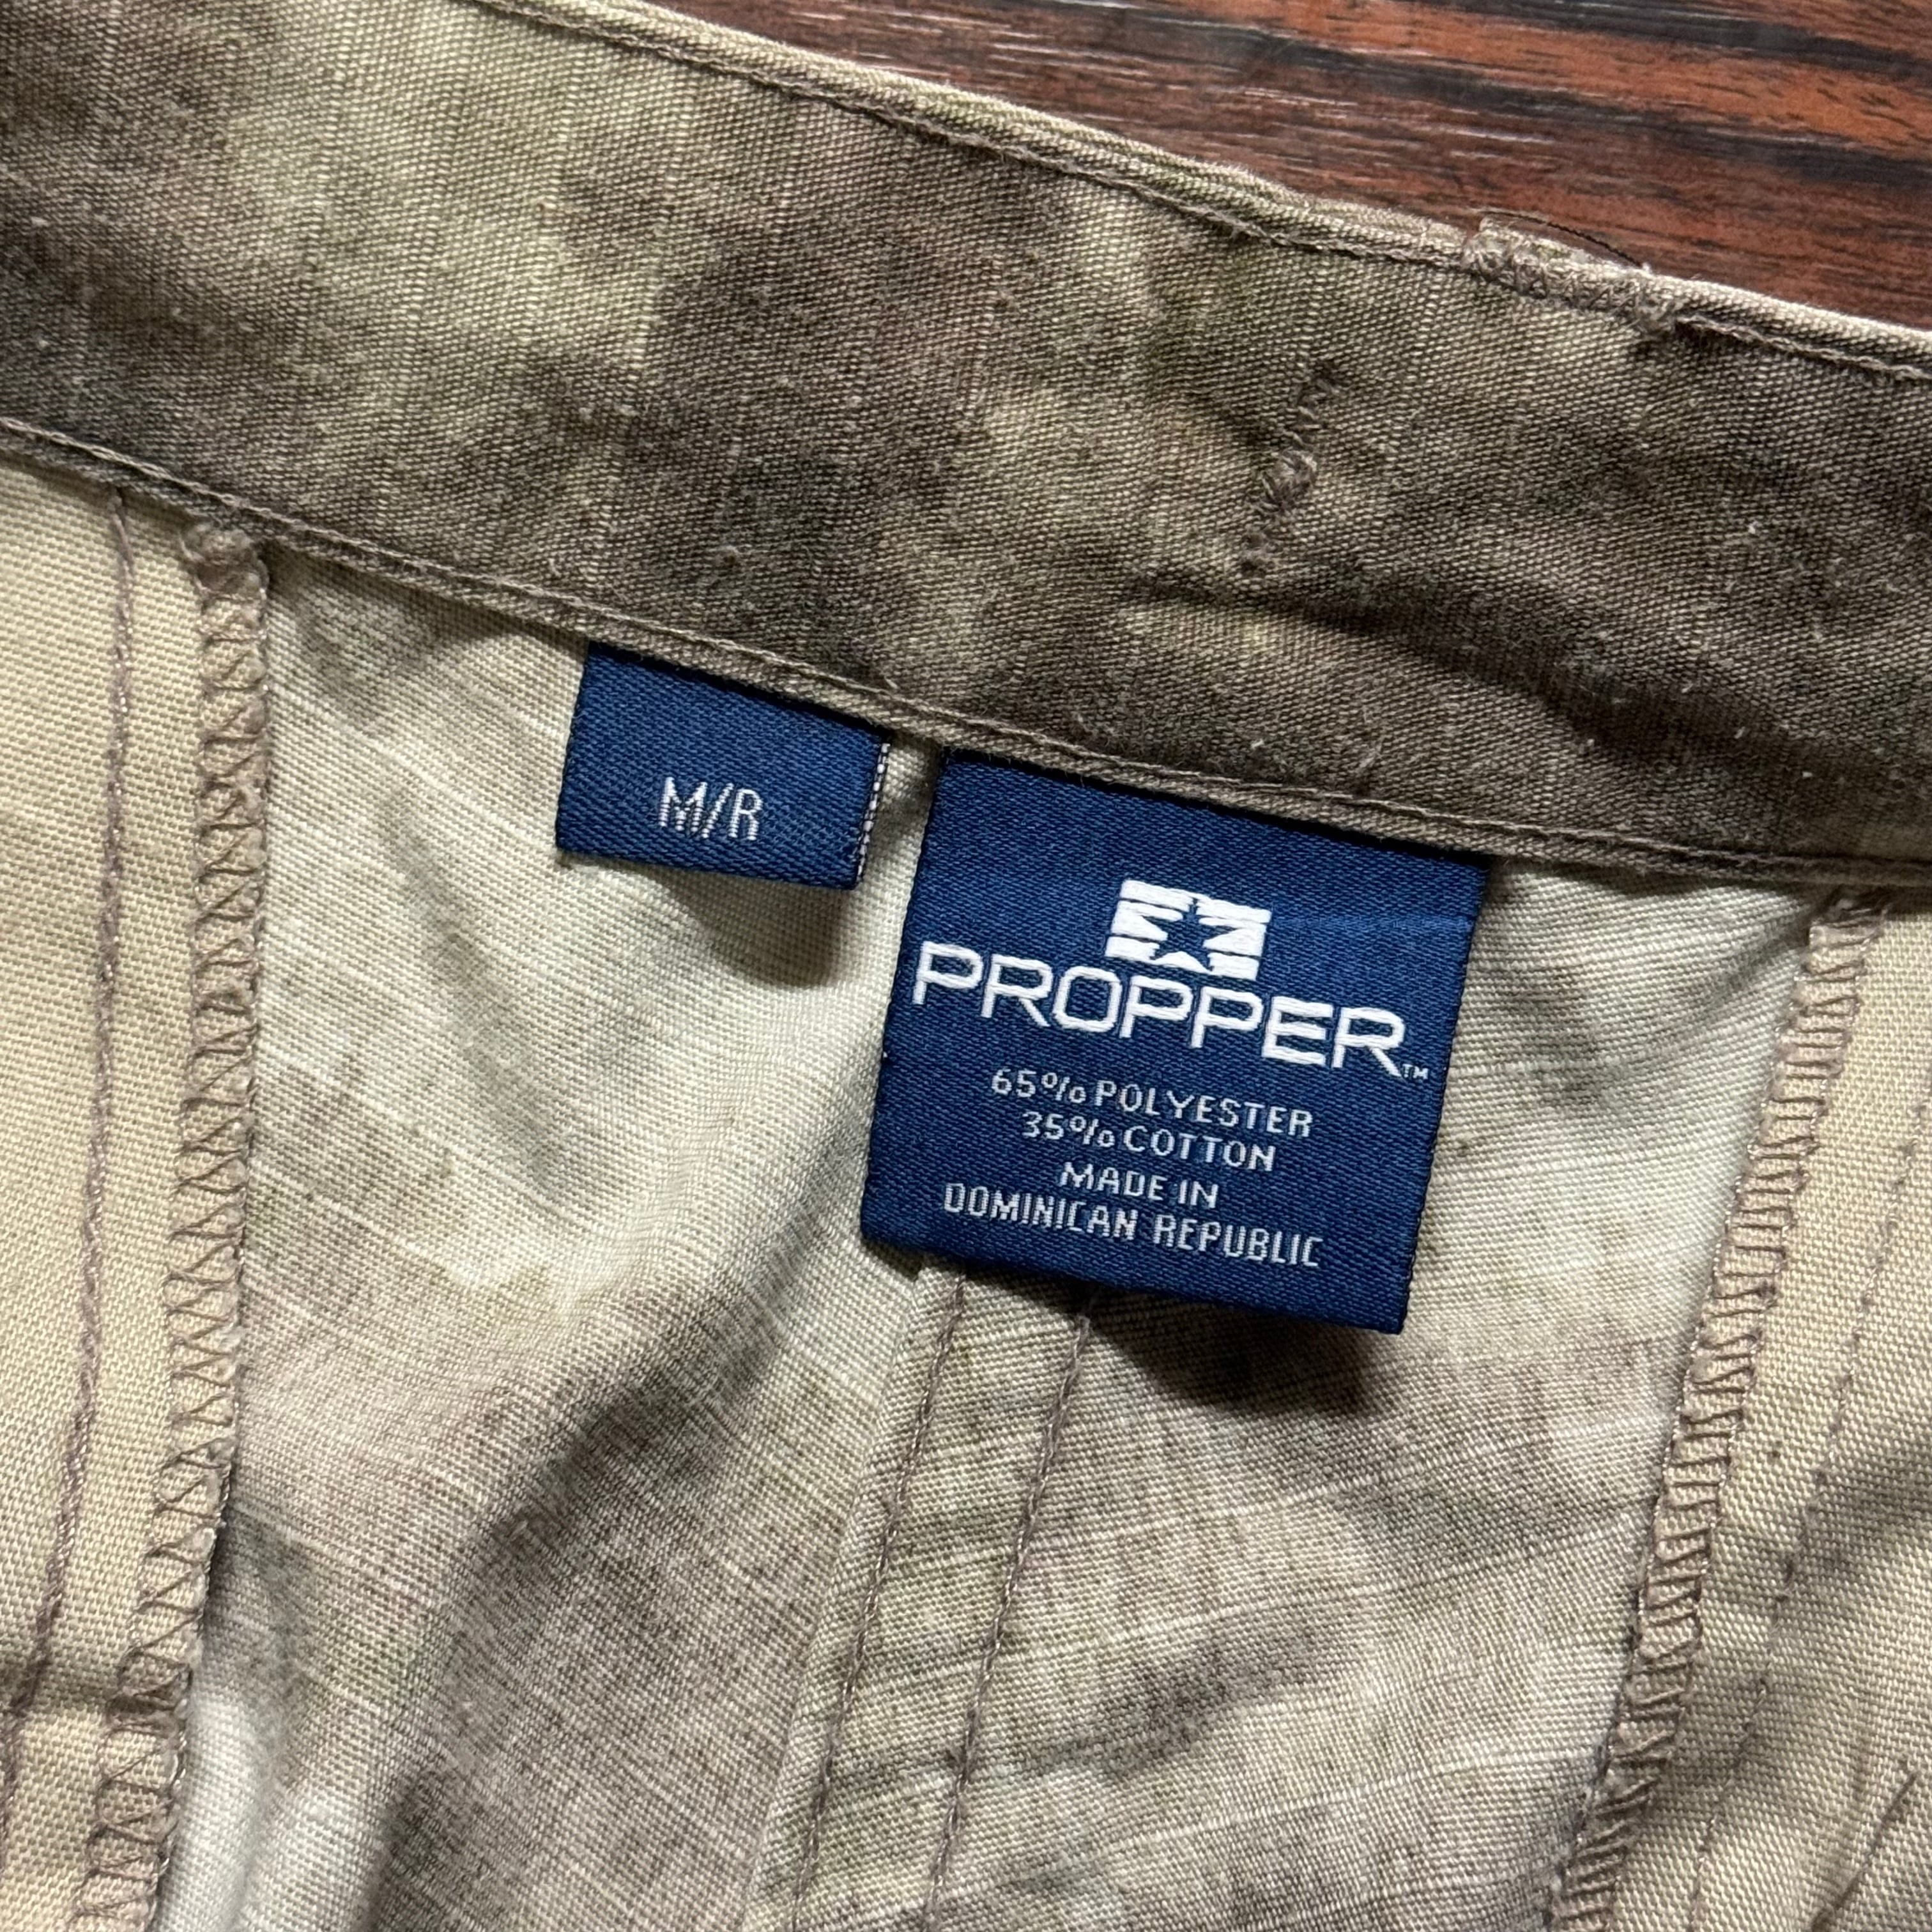 M/R
PROPPER™
65% POLYESTER
35% COTTON
MADE IN
DOMINICAN REPUBLIC